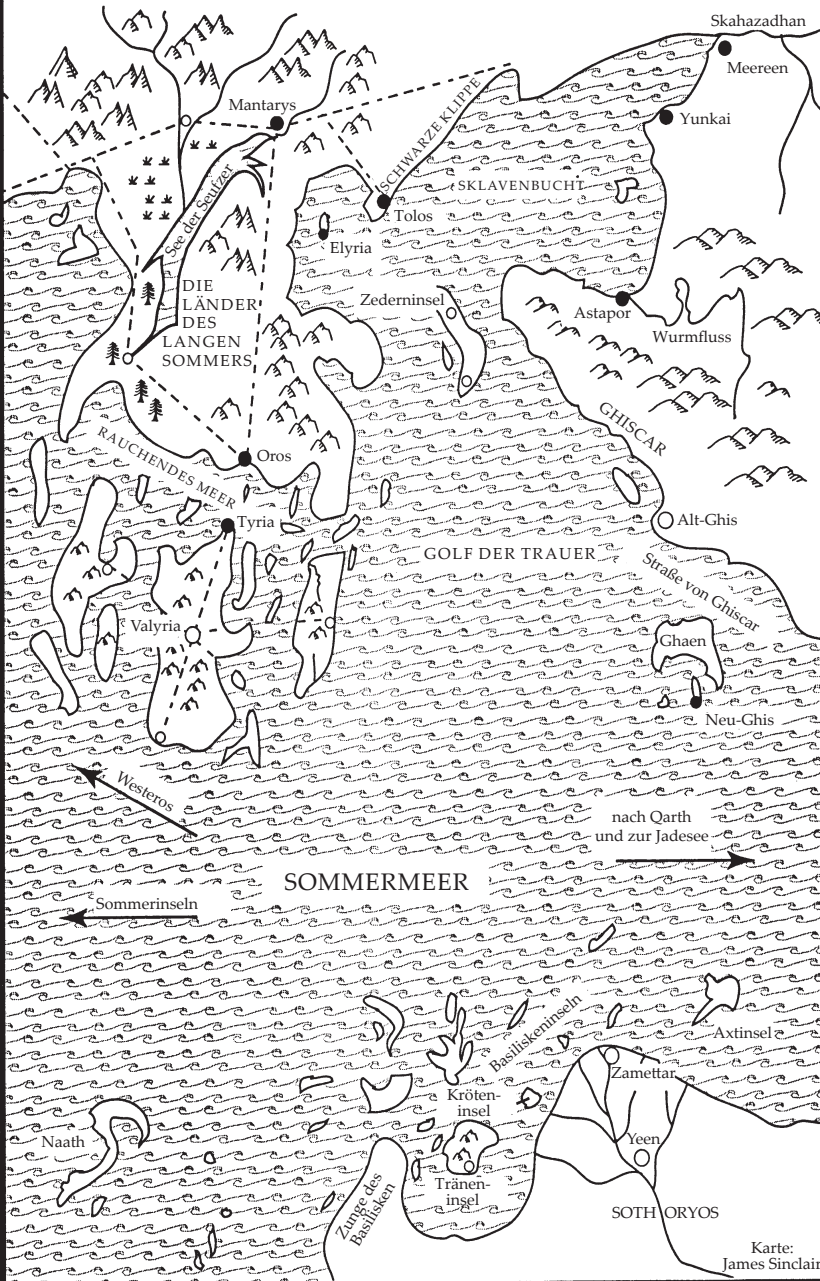 Skahazadhan
Meereen
Mantarys
Yunkai
SCHWARZE KLIPPE
SKLAVENBUCHT
See der Seufzer
Tolos
Elyria
DIE
LÄNDER
DES
LANGEN
SOMMERS
Zederninsel
Astapor
Wurmfluss
GHISCAR
RAUCHENDES MEER
Oros
Tyria
Alt-Ghis
GOLF DER TRAUER
Straße von Ghiscar
Valyria
Ghaen
Neu-Ghis
Westeros
nach Qarth
und zur Jadesee
SOMMERMEER
Sommerinseln
Basiliskeninseln
Axtinsel
Zamettar
Kröten-
insel
Naath
Yeen
Tränen-
insel
Zunge des
Basilisken
SOTHORYOS
Karte:
James Sinclair